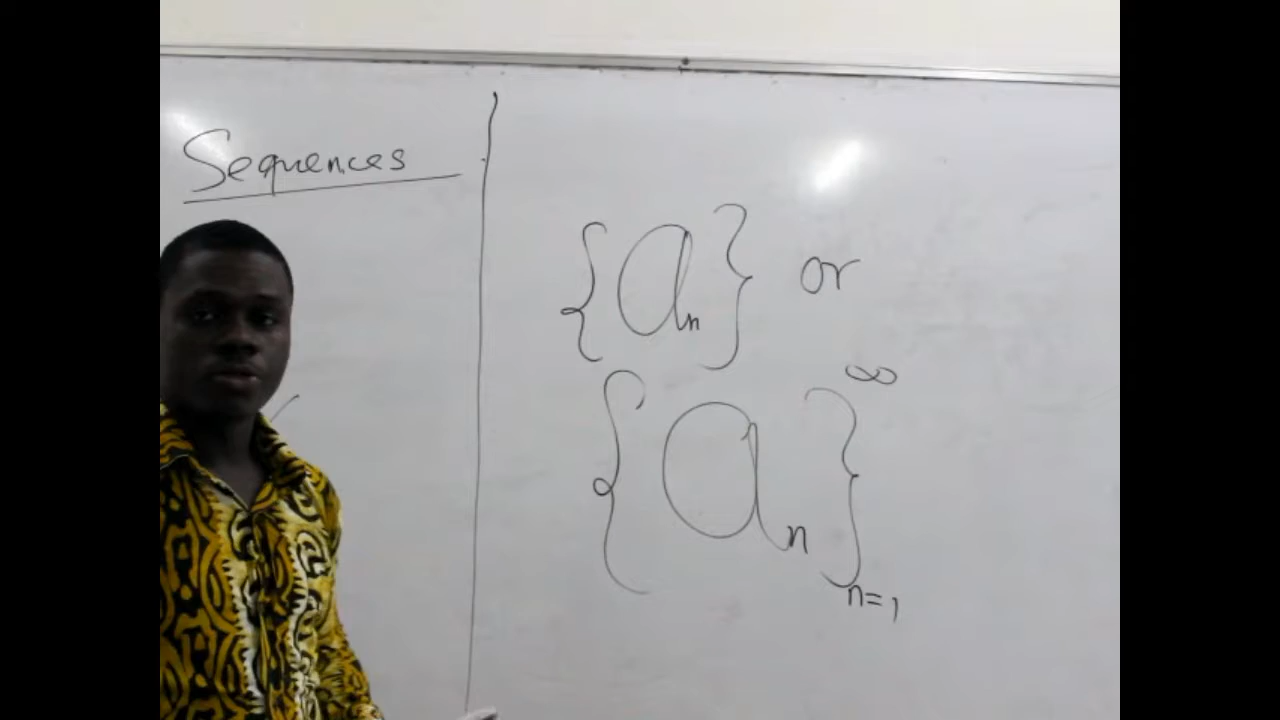 Sequences
{a_n} or
{a_n}^∞_{n=1}